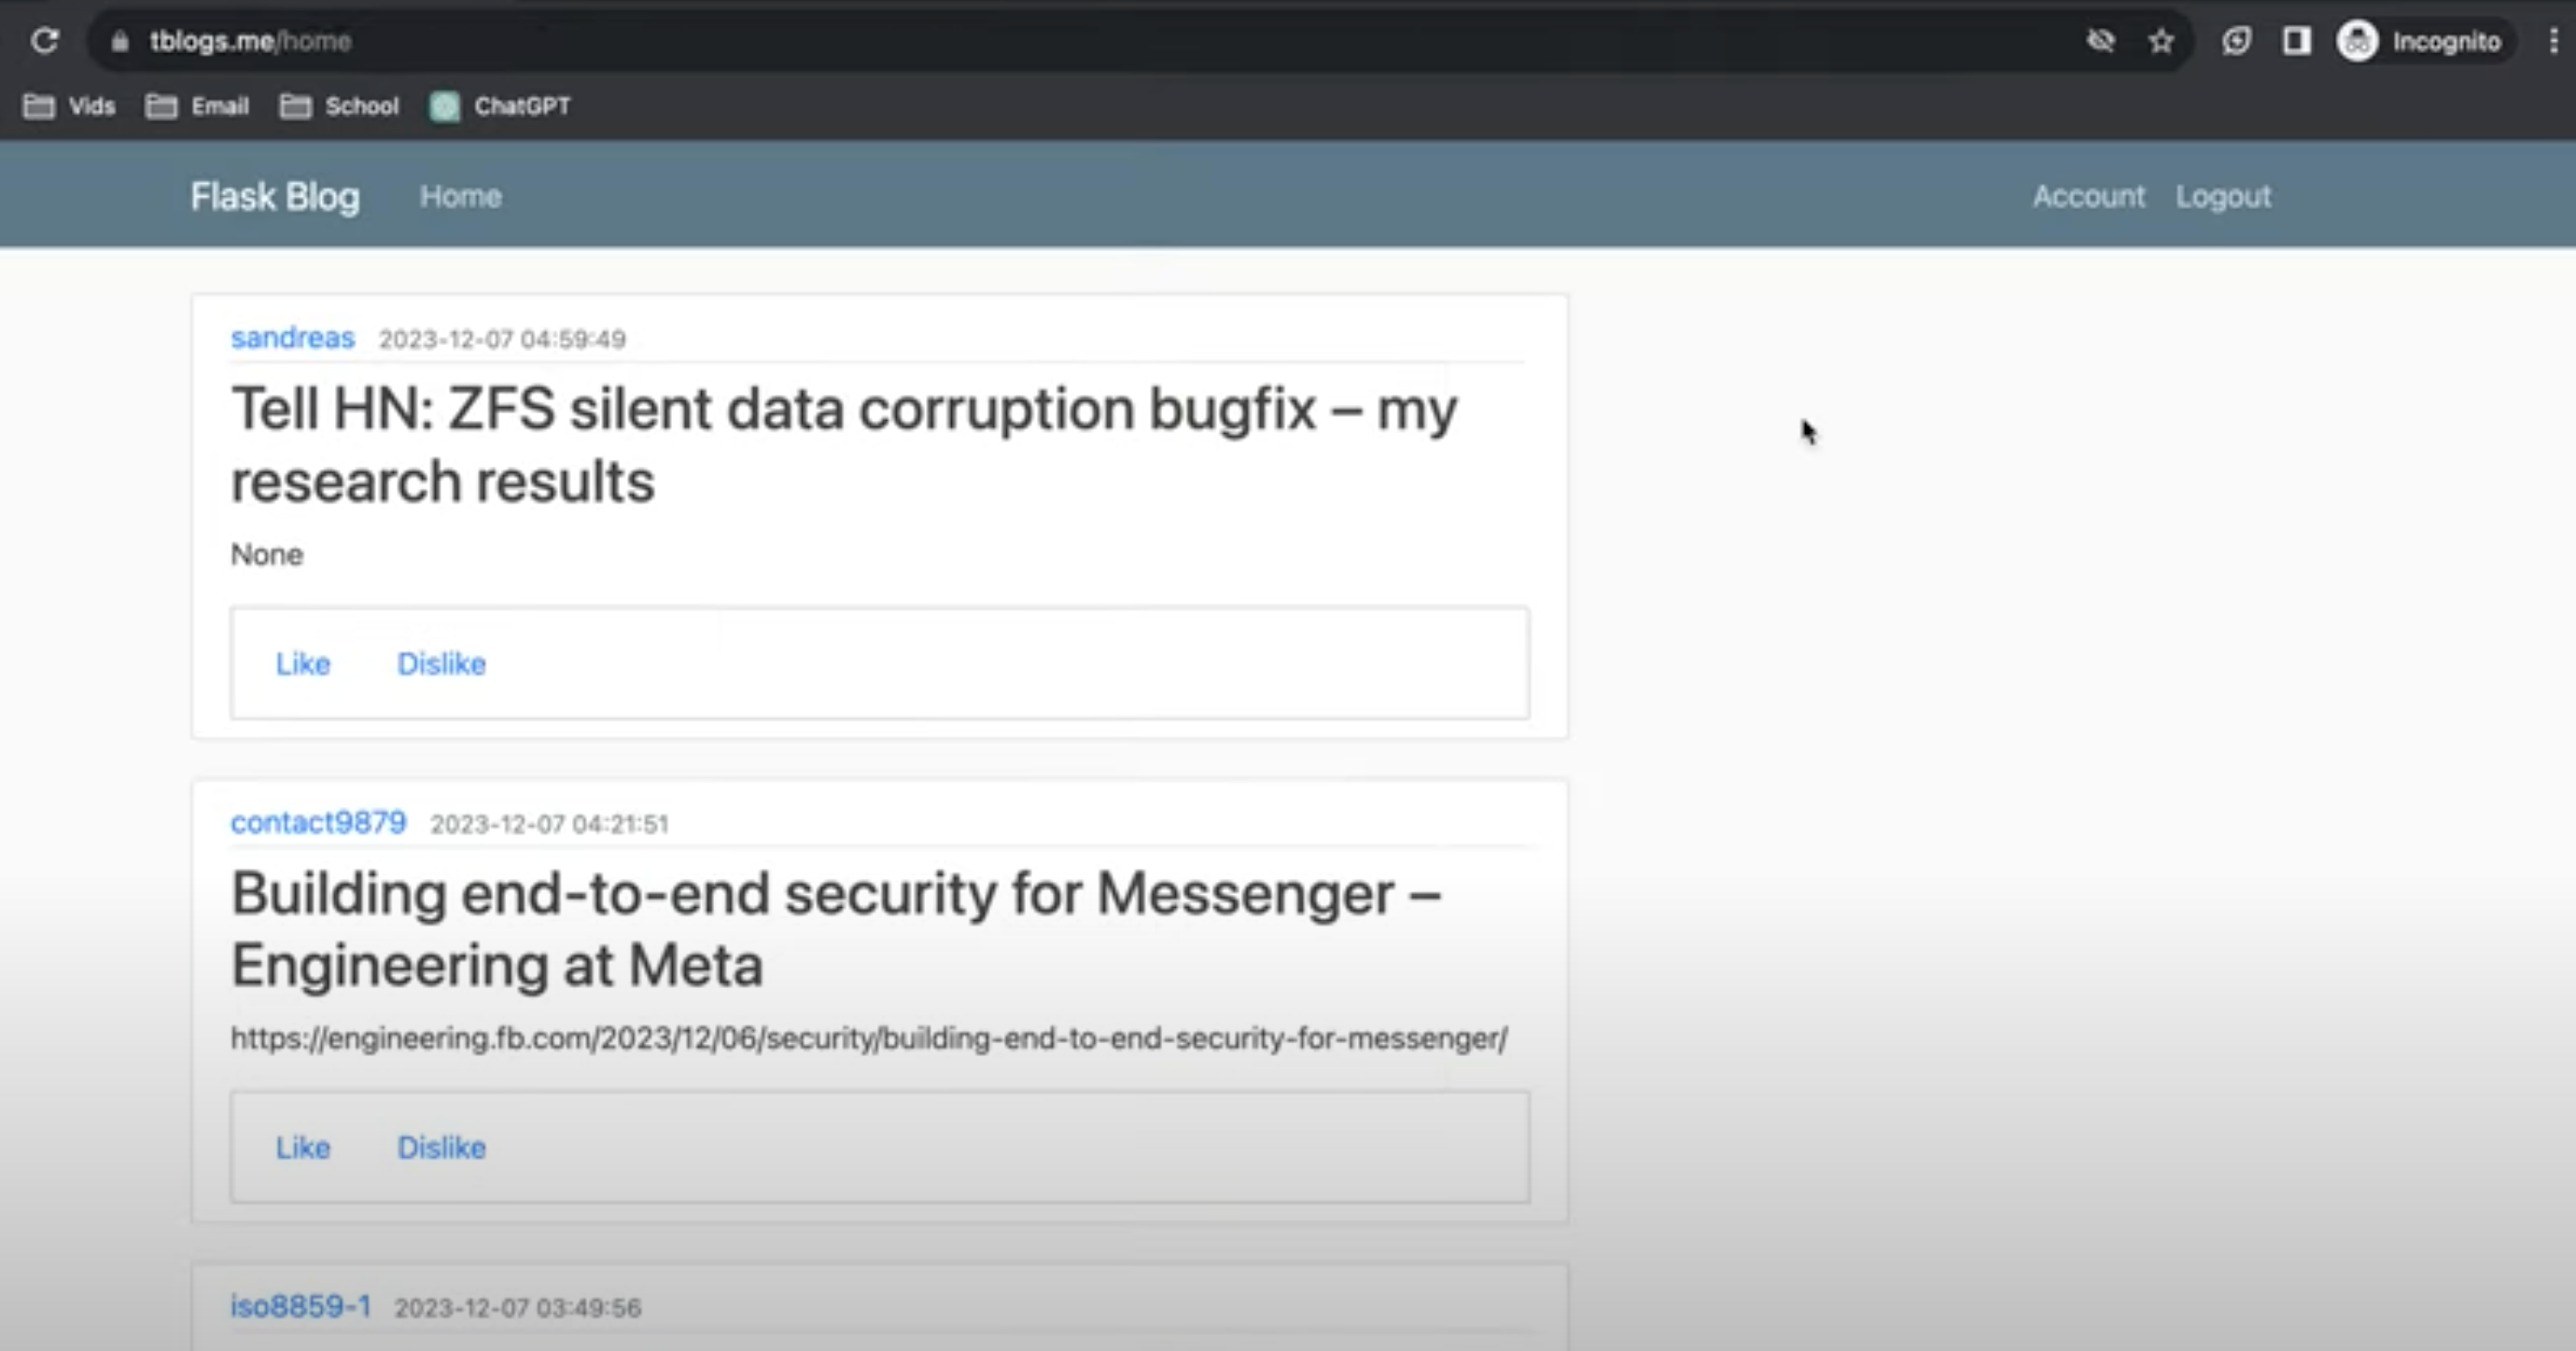 tblogs.me/home
Incognito
Vids Email School ChatGPT
Flask Blog Home Account Logout
sandreas 2023-12-07 04:59:49
Tell HN: ZFS silent data corruption bugfix – my
research results
None
Like Dislike
contact9879 2023-12-07 04:21:51
Building end-to-end security for Messenger –
Engineering at Meta
https://engineering.fb.com/2023/12/06/security/building-end-to-end-security-for-messenger/
Like Dislike
iso8859-1 2023-12-07 03:49:56